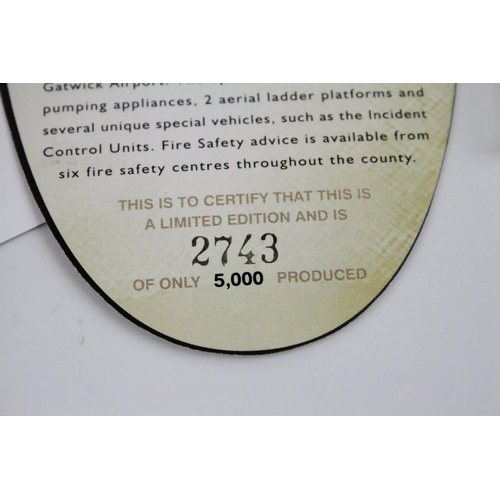 Gatwick Airport.
pumping appliances, 2 aerial ladder platforms and
several unique special vehicles, such as the Incident
Control Units. Fire Safety advice is available from
six fire safety centres throughout the county.
THIS IS TO CERTIFY THAT THIS IS
A LIMITED EDITION AND IS
2743
OF ONLY 5,000 PRODUCED